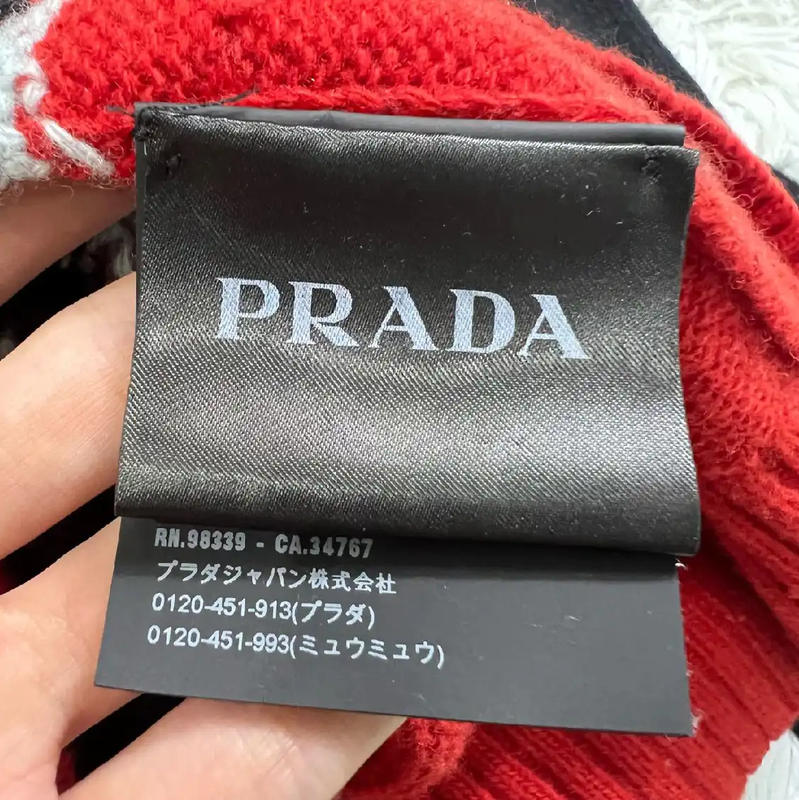 PRADA
RN.98339 - CA.34767
プラダジャパン株式会社
0120-451-913(プラダ)
0120-451-993(ミュウミュウ)